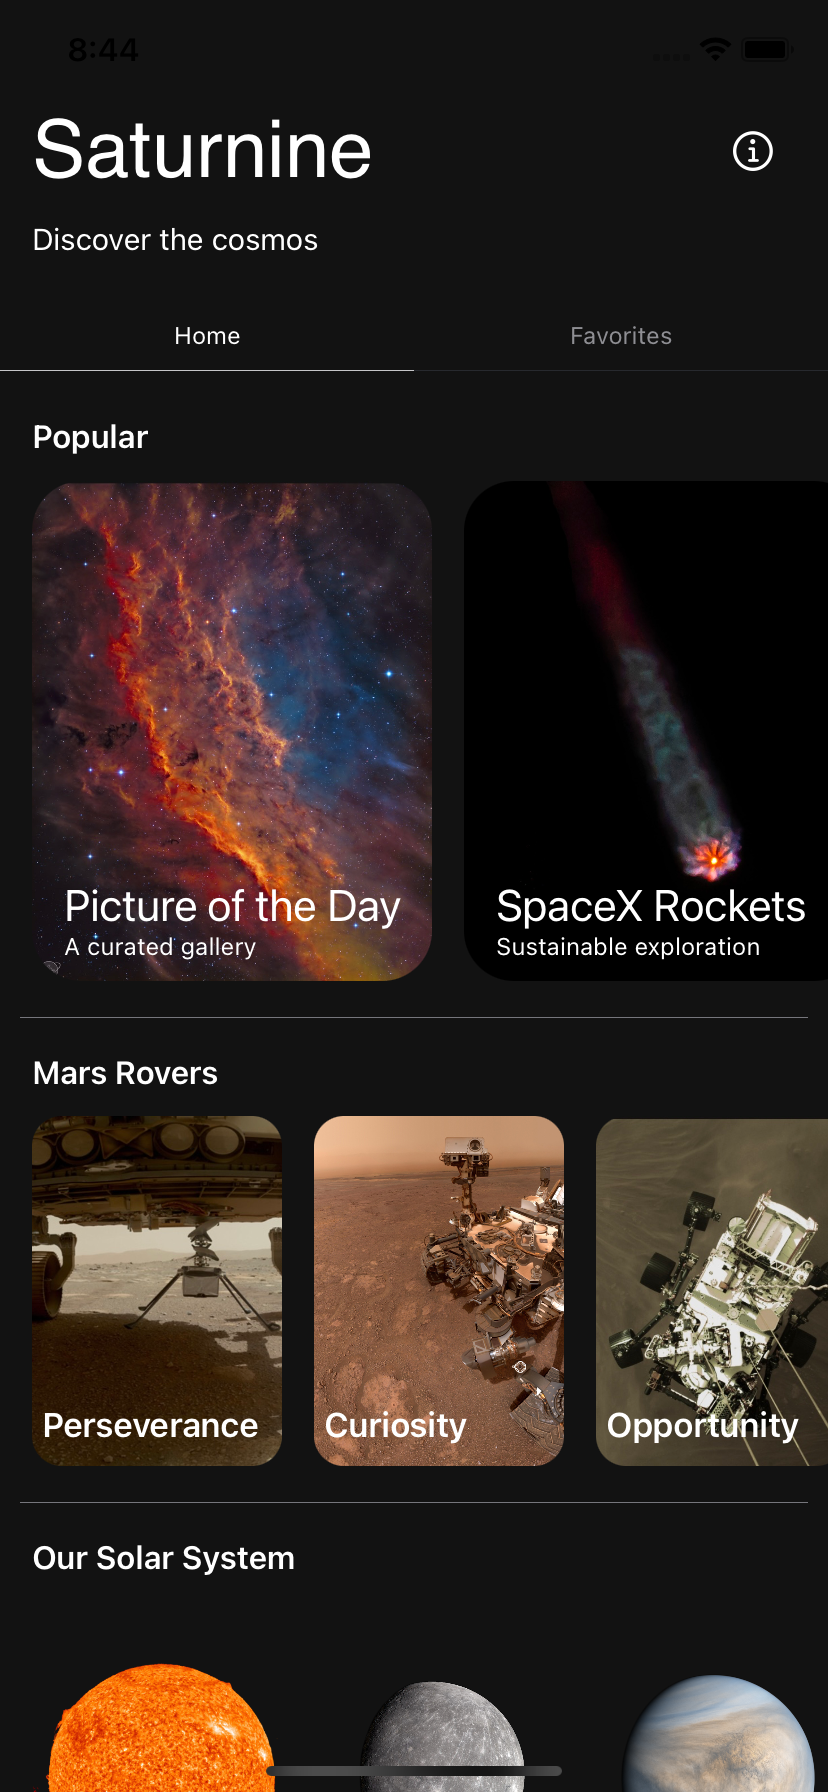 8:44
Saturnine
Discover the cosmos
Home
Favorites
Popular
Picture of the Day
A curated gallery
SpaceX Rockets
Sustainable exploration
Mars Rovers
Perseverance
Curiosity
Opportunity
Our Solar System